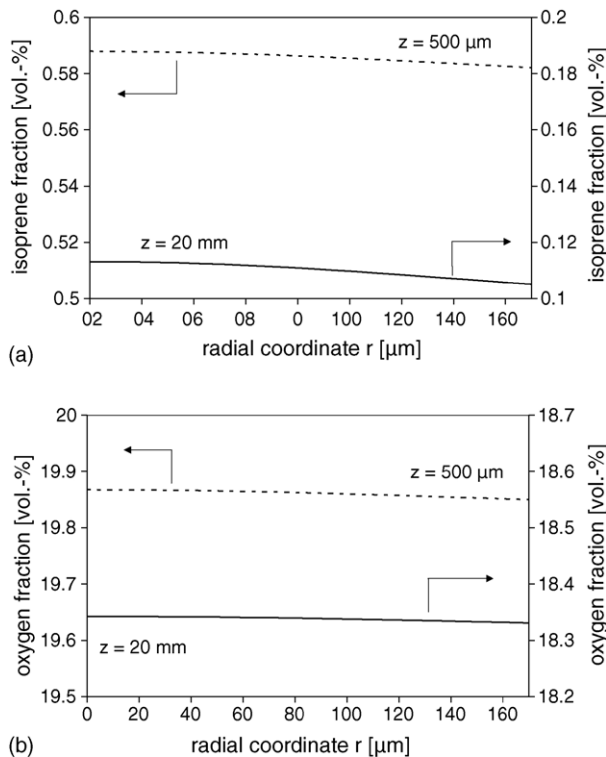 0.6
0.58
0.56
0.54
0.52
0.5
isoprene fraction [vol.-%]
z = 500 µm
z = 20 mm
0.2
0.18
0.16
0.14
0.12
0.1
isoprene fraction [vol.-%]
02 04 06 08 0 100 120 140 160
radial coordinate r [µm]
(a)
20
19.9
19.8
19.7
19.6
19.5
oxygen fraction [vol.-%]
z = 500 µm
z = 20 mm
18.7
18.6
18.5
18.4
18.3
18.2
oxygen fraction [vol.-%]
0 20 40 60 80 100 120 140 160
radial coordinate r [µm]
(b)